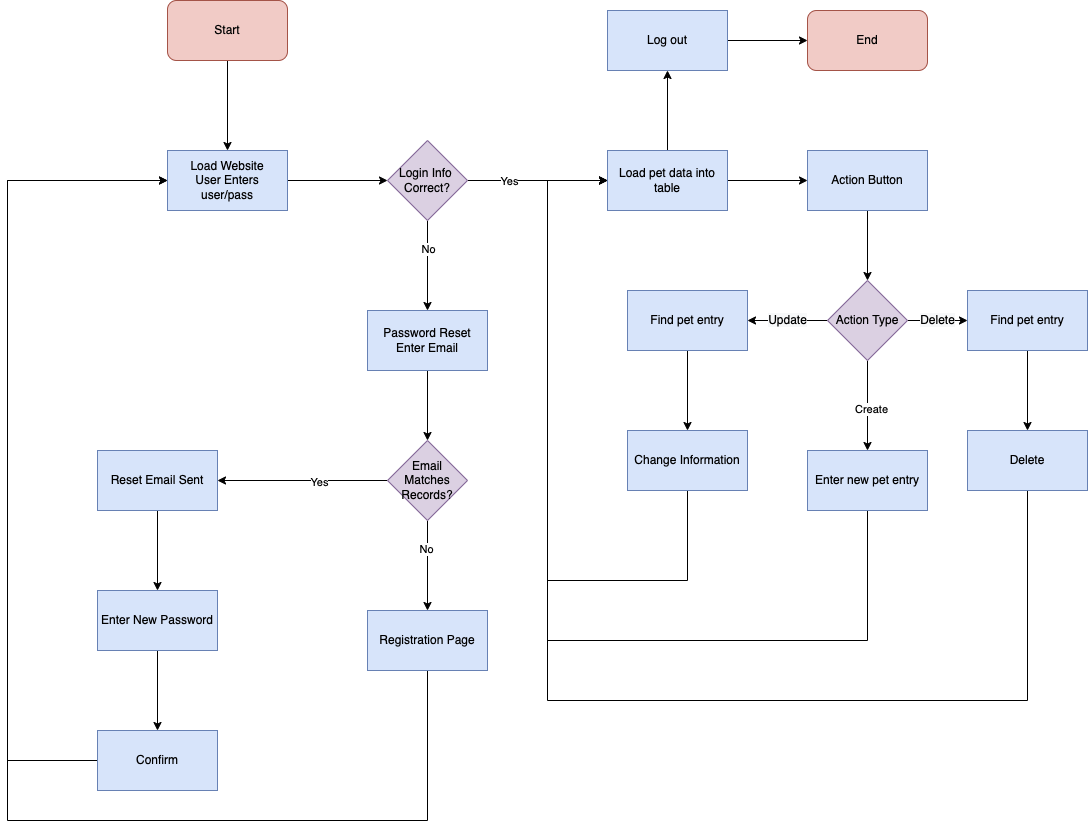 Start
Log out
End
Load Website
User Enters
user/pass
Login Info
Correct?
Yes
Load pet data into
table
Action Button
No
Find pet entry
Update
Action Type
Delete
Find pet entry
Password Reset
Enter Email
Create
Email
Matches
Records?
Yes
Reset Email Sent
Change Information
Enter new pet entry
Delete
No
Enter New Password
Registration Page
Confirm